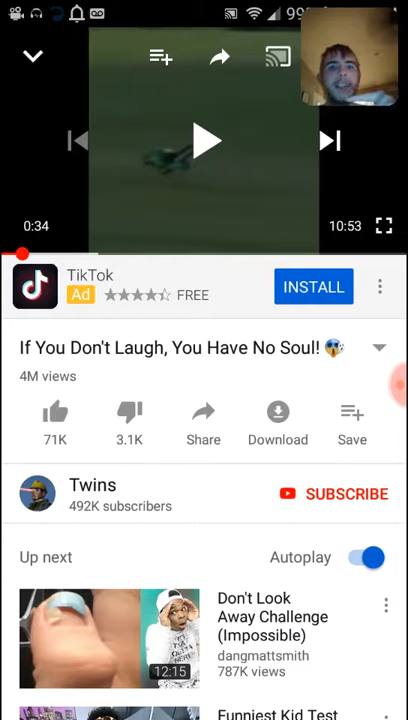 99
0:34
10:53
TikTok
Ad
FREE
INSTALL
If You Don't Laugh, You Have No Soul! 😱
4M views
71K
3.1K
Share
Download
Save
Twins
492K subscribers
SUBSCRIBE
Up next
Autoplay
12:15
Don't Look
Away Challenge
(Impossible)
dangmattsmith
787K views
Funniest Kid Test